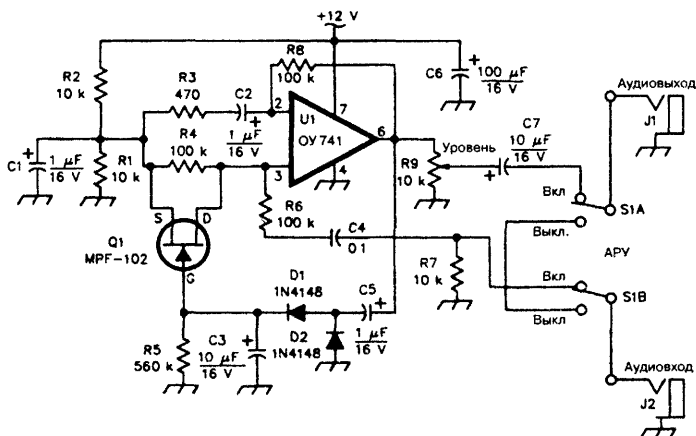 +12 V
R2
10 k
R3
470
C2
1 μF
16 V
R8
100 k
C6
100 μF
16 V
Аудиовыход
J1
C1
1 μF
16 V
R1
10 k
R4
100 k
2
3
U1
ОУ 741
7
6
4
R9
10 k
Уровень
C7
10 μF
16 V
Вкл
Выкл.
S1A
АРУ
R6
100 k
C4
0 1
R7
10 k
Вкл
Выкл
S1B
S
D
G
Q1
MPF-102
D1
1N4148
C5
1 μF
16 V
D2
1N4148
R5
560 k
C3
10 μF
16 V
Аудиовход
J2